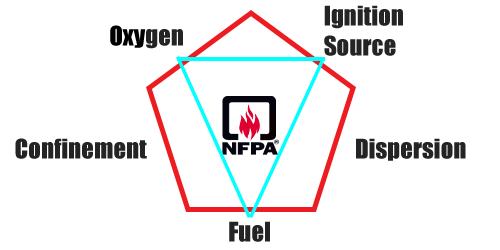 Oxygen
Ignition
Source
Confinement
NFPA®
Dispersion
Fuel